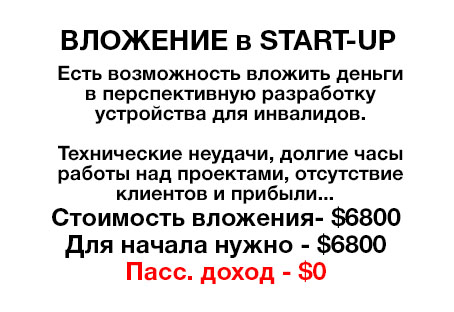 ВЛОЖЕНИЕ в START-UP
Есть возможность вложить деньги
в перспективную разработку
устройства для инвалидов.
Технические неудачи, долгие часы
работы над проектами, отсутствие
клиентов и прибыли...
Стоимость вложения- $6800
Для начала нужно - $6800
Пасс. доход - $0